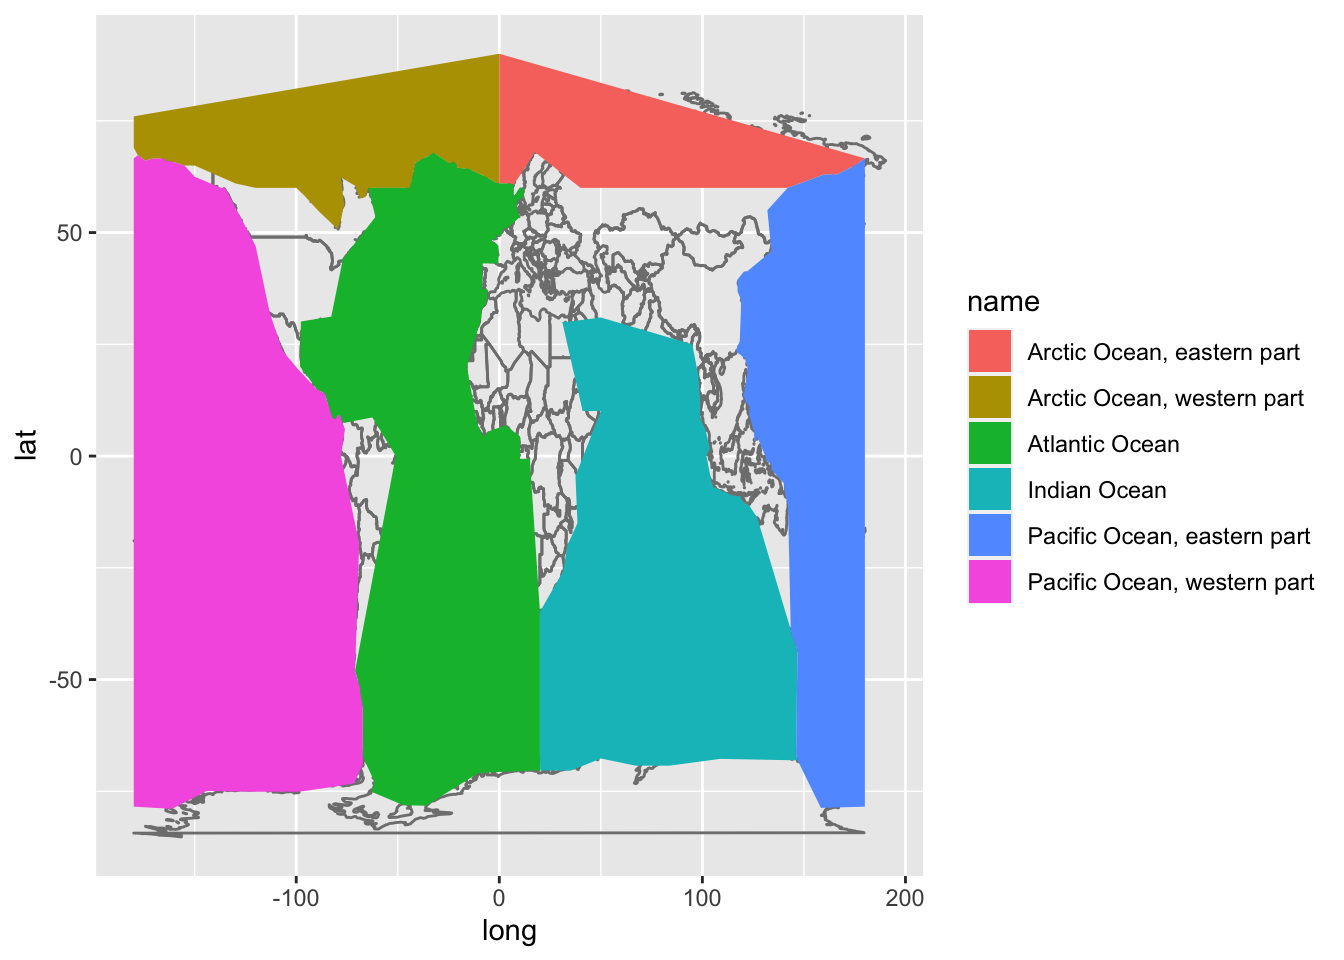 50
0
-50
lat
-100
0
100
200
long
name
Arctic Ocean, eastern part
Arctic Ocean, western part
Atlantic Ocean
Indian Ocean
Pacific Ocean, eastern part
Pacific Ocean, western part